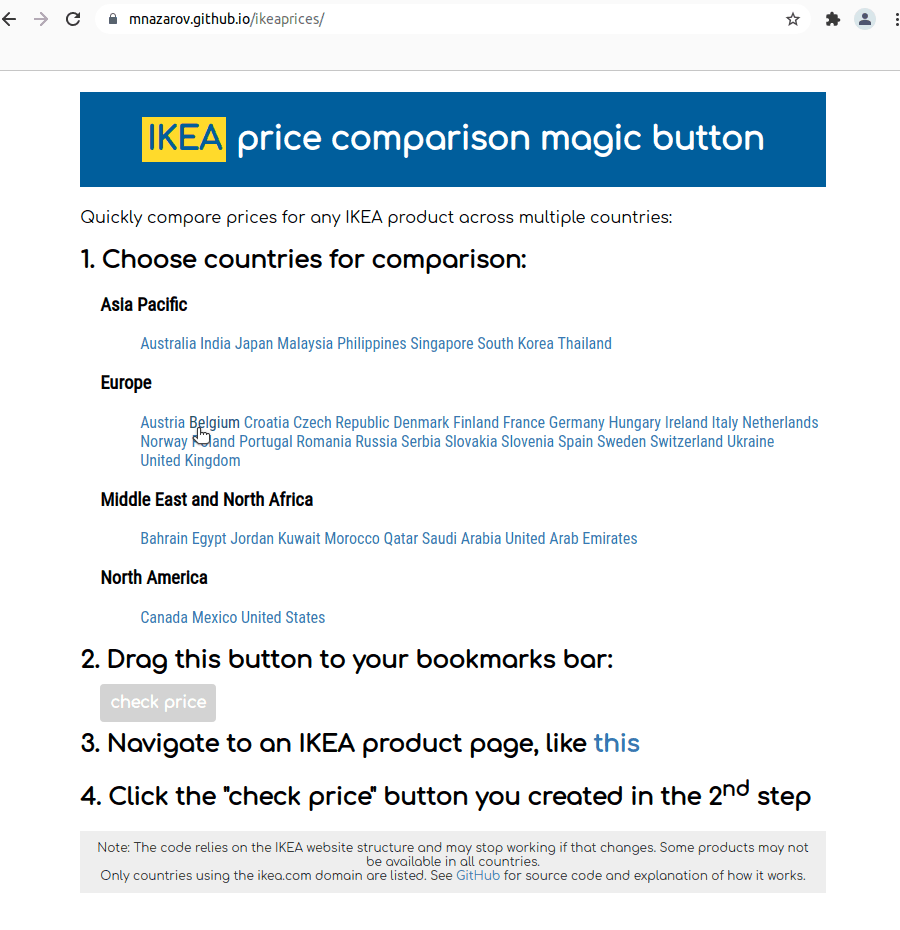 mnazarov.github.io/ikeaprices/
IKEA price comparison magic button
Quickly compare prices for any IKEA product across multiple countries:
1. Choose countries for comparison:
Asia Pacific
Australia India Japan Malaysia Philippines Singapore South Korea Thailand
Europe
Austria Belgium Croatia Czech Republic Denmark Finland France Germany Hungary Ireland Italy Netherlands
Norway Poland Portugal Romania Russia Serbia Slovakia Slovenia Spain Sweden Switzerland Ukraine
United Kingdom
Middle East and North Africa
Bahrain Egypt Jordan Kuwait Morocco Qatar Saudi Arabia United Arab Emirates
North America
Canada Mexico United States
2. Drag this button to your bookmarks bar:
check price
3. Navigate to an IKEA product page, like this
4. Click the "check price" button you created in the 2nd step
Note: The code relies on the IKEA website structure and may stop working if that changes. Some products may not
be available in all countries.
Only countries using the ikea.com domain are listed. See GitHub for source code and explanation of how it works.